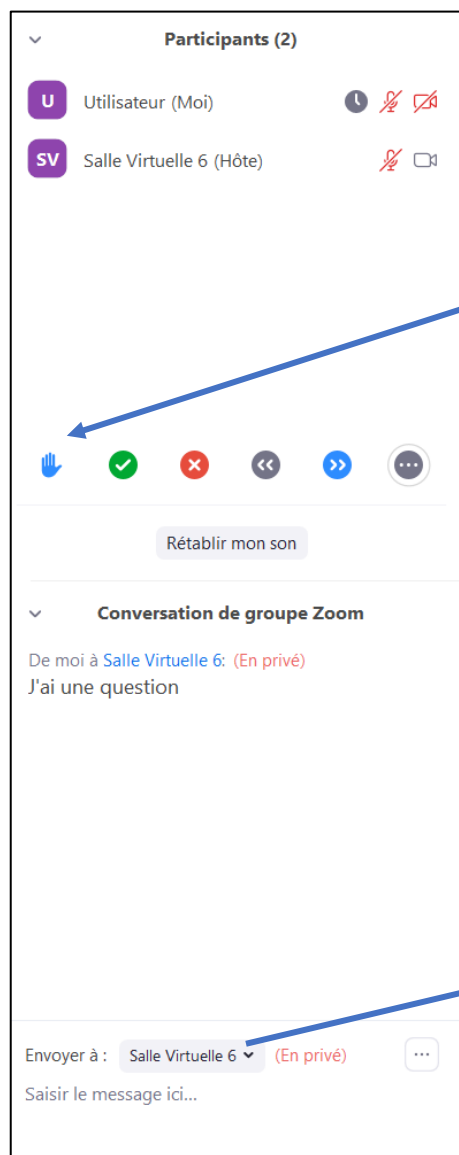 Participants (2)
U Utilisateur (Moi)
SV Salle Virtuelle 6 (Hôte)
Rétablir mon son
Conversation de groupe Zoom
De moi à Salle Virtuelle 6: (En privé)
J'ai une question
Envoyer à : Salle Virtuelle 6 (En privé)
Saisir le message ici...